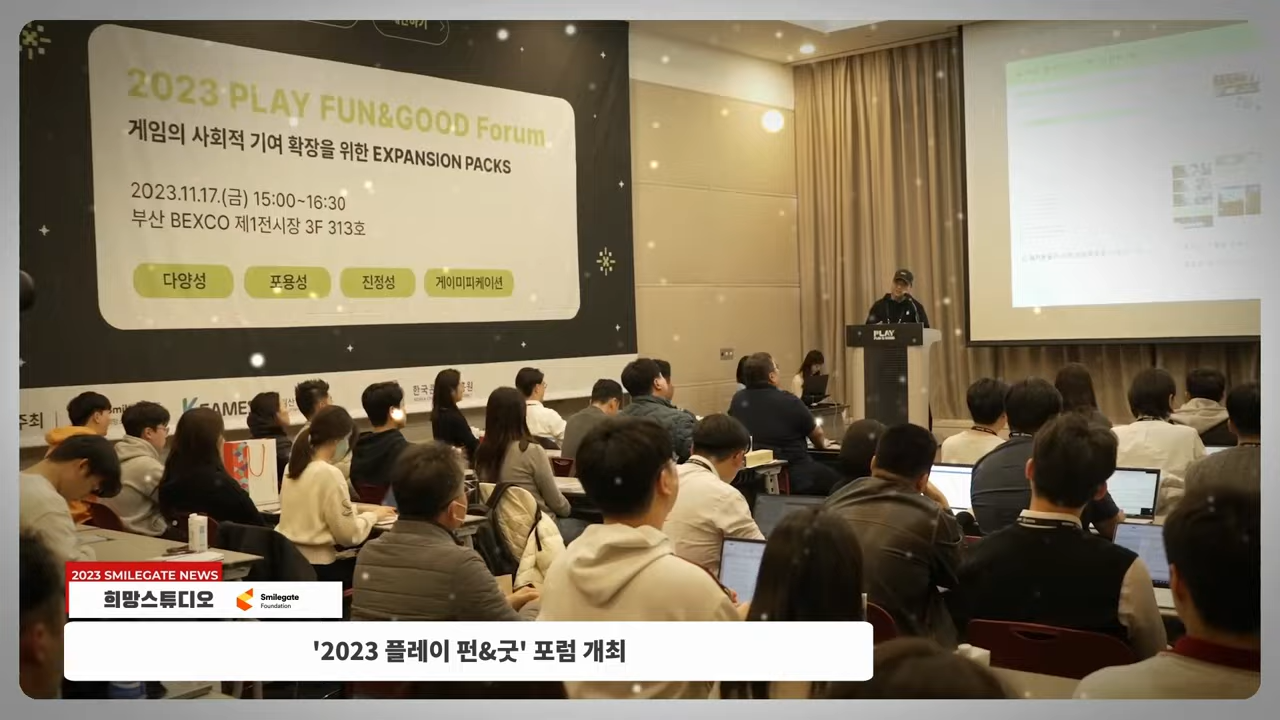 2023 PLAY FUN&GOOD Forum
게임의 사회적 기여 확장을 위한 EXPANSION PACKS
2023.11.17.(금) 15:00~16:30
부산 BEXCO 제1전시장 3F 313호
다양성
포용성
진정성
게이미피케이션
주최
PLAY
FUN&GOOD
2023 SMILEGATE NEWS
희망스튜디오
Smilegate
Foundation
'2023 플레이 펀&굿' 포럼 개최